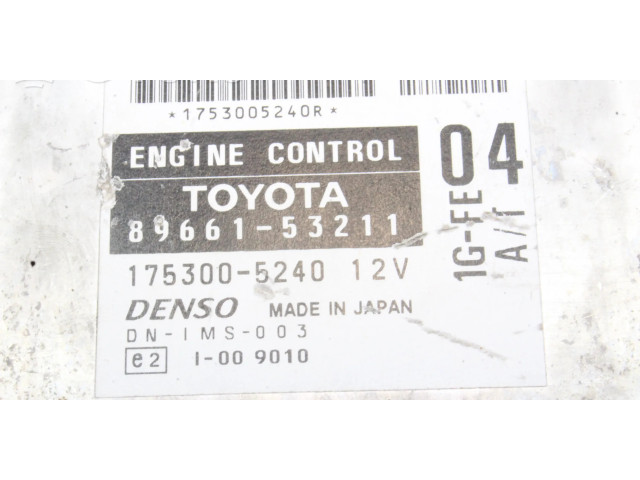 *1753005240R*
ENGINE CONTROL
TOYOTA
89661-53211
175300-5240 12V
DENSO MADE IN JAPAN
DN-IMS-003
e2 I-00 9010
04
1G-FE
A/T